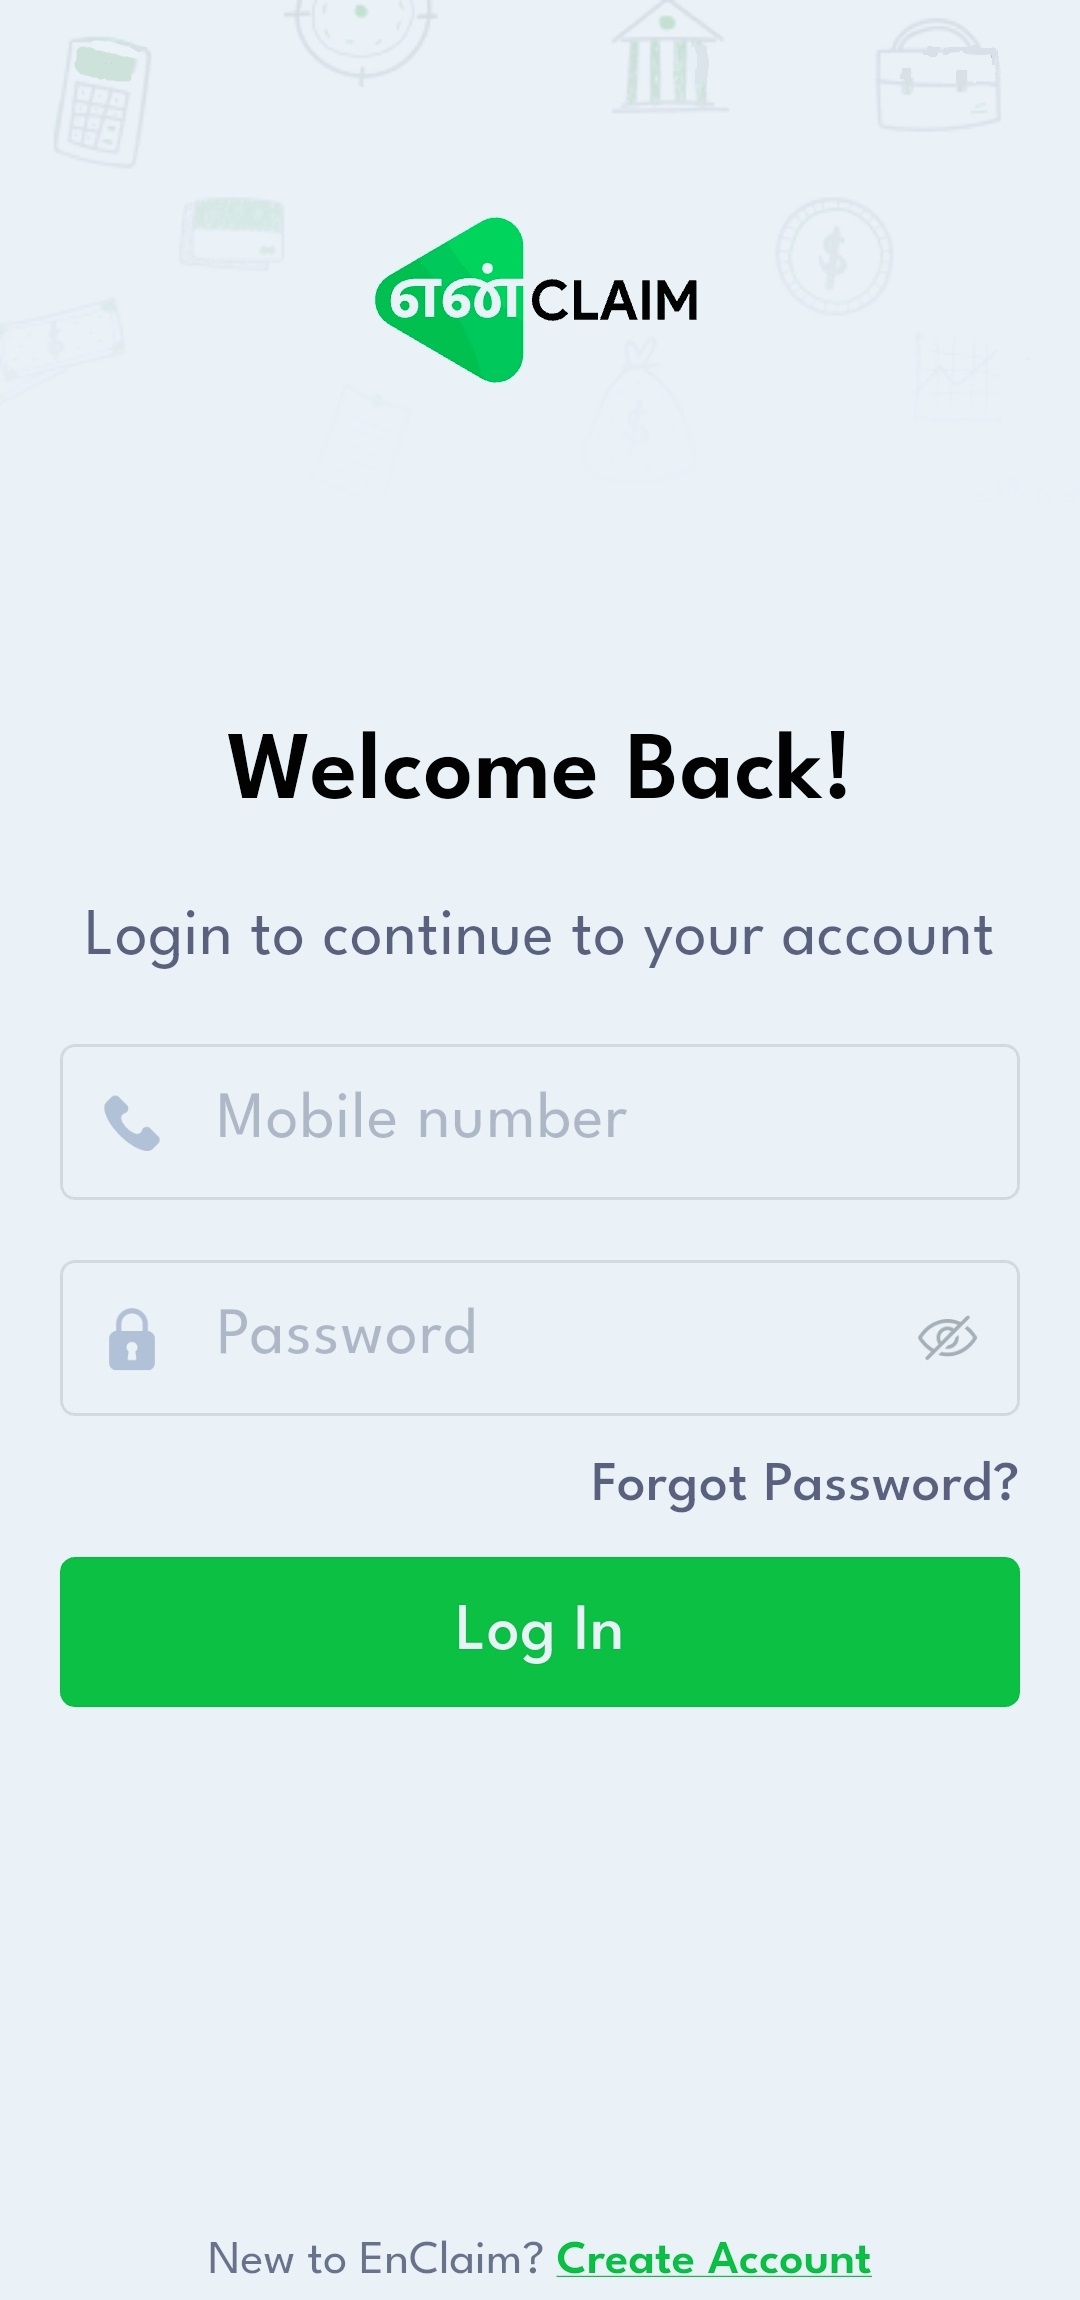 என் CLAIM
Welcome Back!
Login to continue to your account
Mobile number
Password
Forgot Password?
Log In
New to EnClaim? Create Account